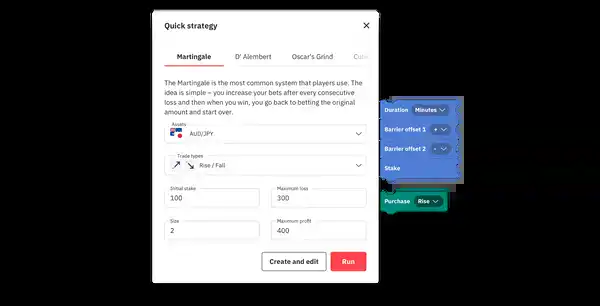 Quick strategy
Martingale D' Alembert Oscar's Grind
The Martingale is the most common system that players use. The
idea is simple – you increase your bets after every consecutive
loss and then when you win, you go back to betting the original
amount and start over.
Assets
AUD/JPY
Trade types
Rise / Fall
Initial stake Maximum loss
100 300
Size Maximum profit
2 400
Create and edit Run
Duration Minutes
Barrier offset 1 +
Barrier offset 2 -
Stake
Purchase Rise